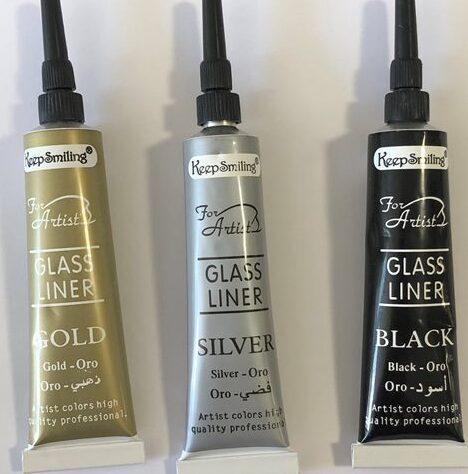 KeepSmiling®
For
Artist
GLASS
LINER
GOLD
Gold - Oro
Oro - ذهبي
Artist colors high
quality professional.
KeepSmiling®
For
Artist
GLASS
LINER
SILVER
Silver - Oro
Oro - فضي
Artist colors high
quality professional
KeepSmiling®
For
Artist
GLASS
LINER
BLACK
Black - Oro
Oro - أسود
Artist colors high
quality professional.